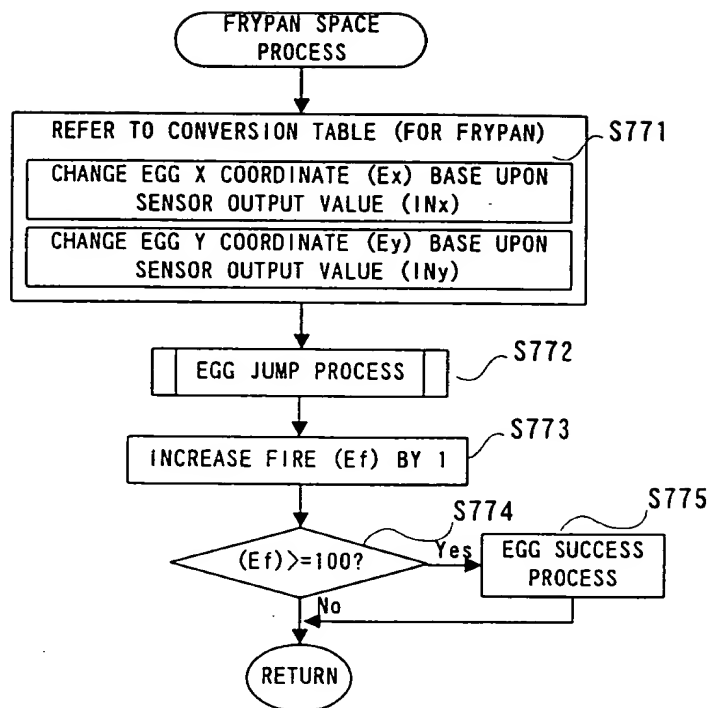 FRYPAN SPACE
PROCESS
REFER TO CONVERSION TABLE (FOR FRYPAN)
S771
CHANGE EGG X COORDINATE (Ex) BASE UPON
SENSOR OUTPUT VALUE (INx)
CHANGE EGG Y COORDINATE (Ey) BASE UPON
SENSOR OUTPUT VALUE (INy)
EGG JUMP PROCESS
S772
INCREASE FIRE (Ef) BY 1
S773
S774
(Ef)>=100?
Yes
S775
EGG SUCCESS
PROCESS
No
RETURN